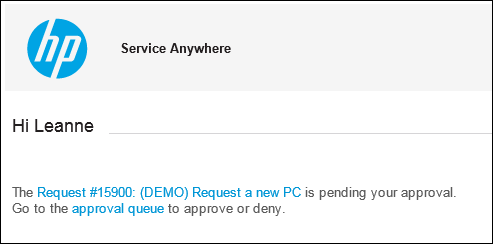 hp
Service Anywhere
Hi Leanne
The Request #15900: (DEMO) Request a new PC is pending your approval.
Go to the approval queue to approve or deny.